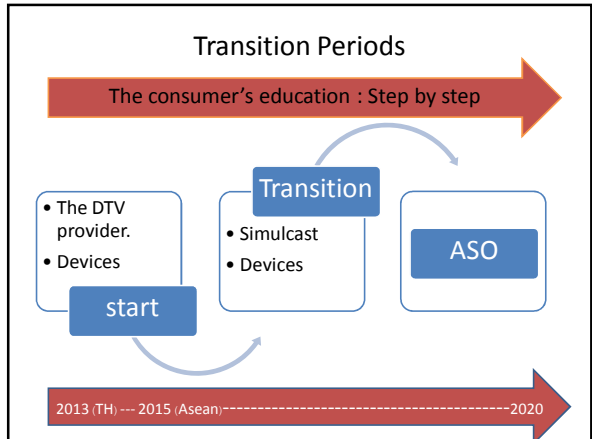 Transition Periods
The consumer's education : Step by step
• The DTV
provider.
• Devices
start
Transition
• Simulcast
• Devices
ASO
2013 (TH) --- 2015 (Asean)------------------------------------------------2020